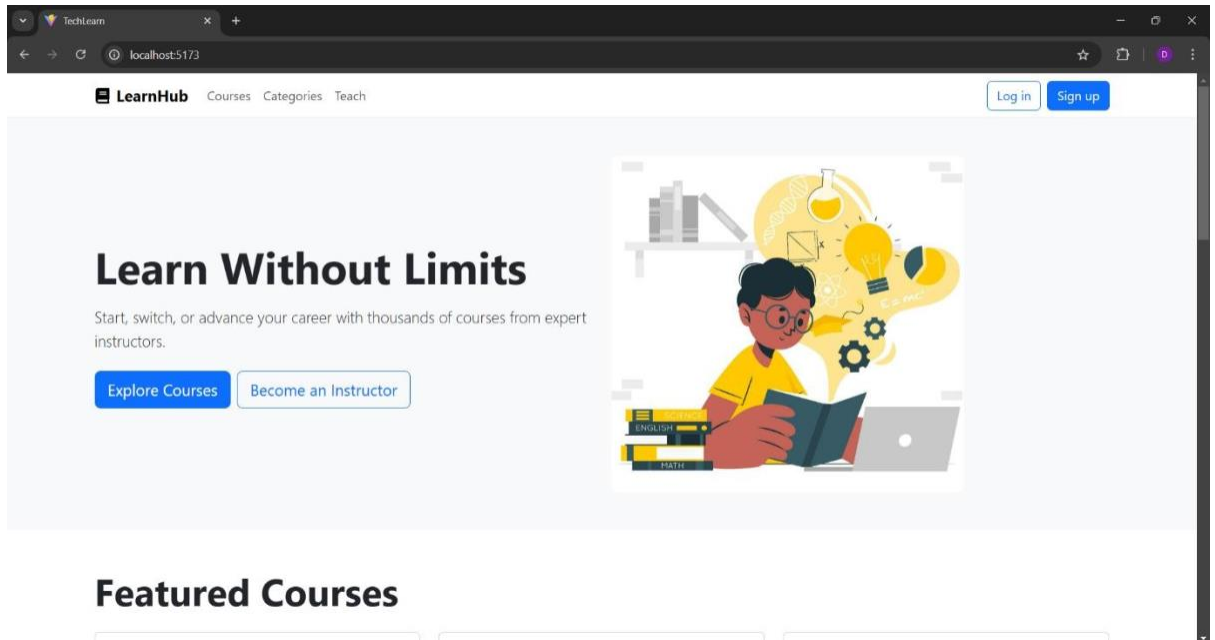 TechLearn
localhost:5173
D
LearnHub Courses Categories Teach Log in Sign up
Learn Without Limits
Start, switch, or advance your career with thousands of courses from expert
instructors.
Explore Courses Become an Instructor
SCIENCE
ENGLISH
MATH
Featured Courses